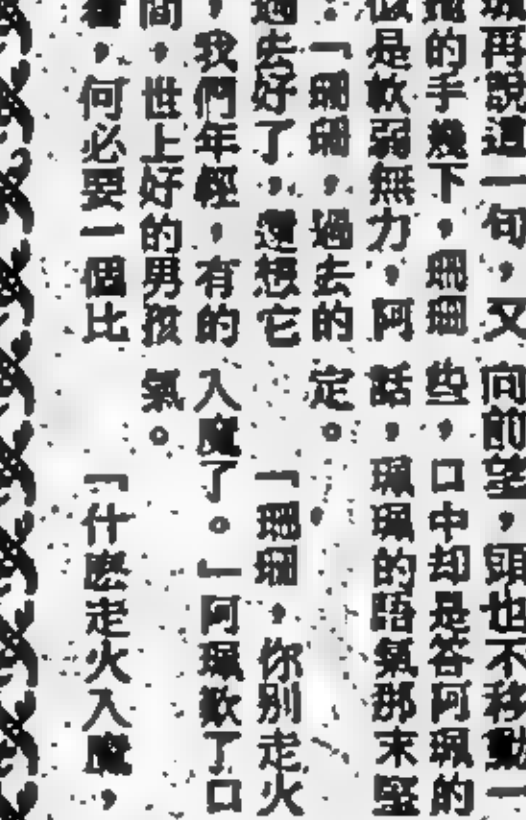 再說這一句，又
的手幾下，珊珊
似是軟弱無力，阿
：「珊珊，過去的
過去好了，還想它
，我們年輕，有的
間，世上好的男孩
，何必要一個比
向前望，頭也不移動一
些，口中却是答阿珮的
話，珮珮的語氣那末堅
定。
「珊珊，你別走火
入魔了。」阿珮歎了口
氣。
「什麽走火入魔，